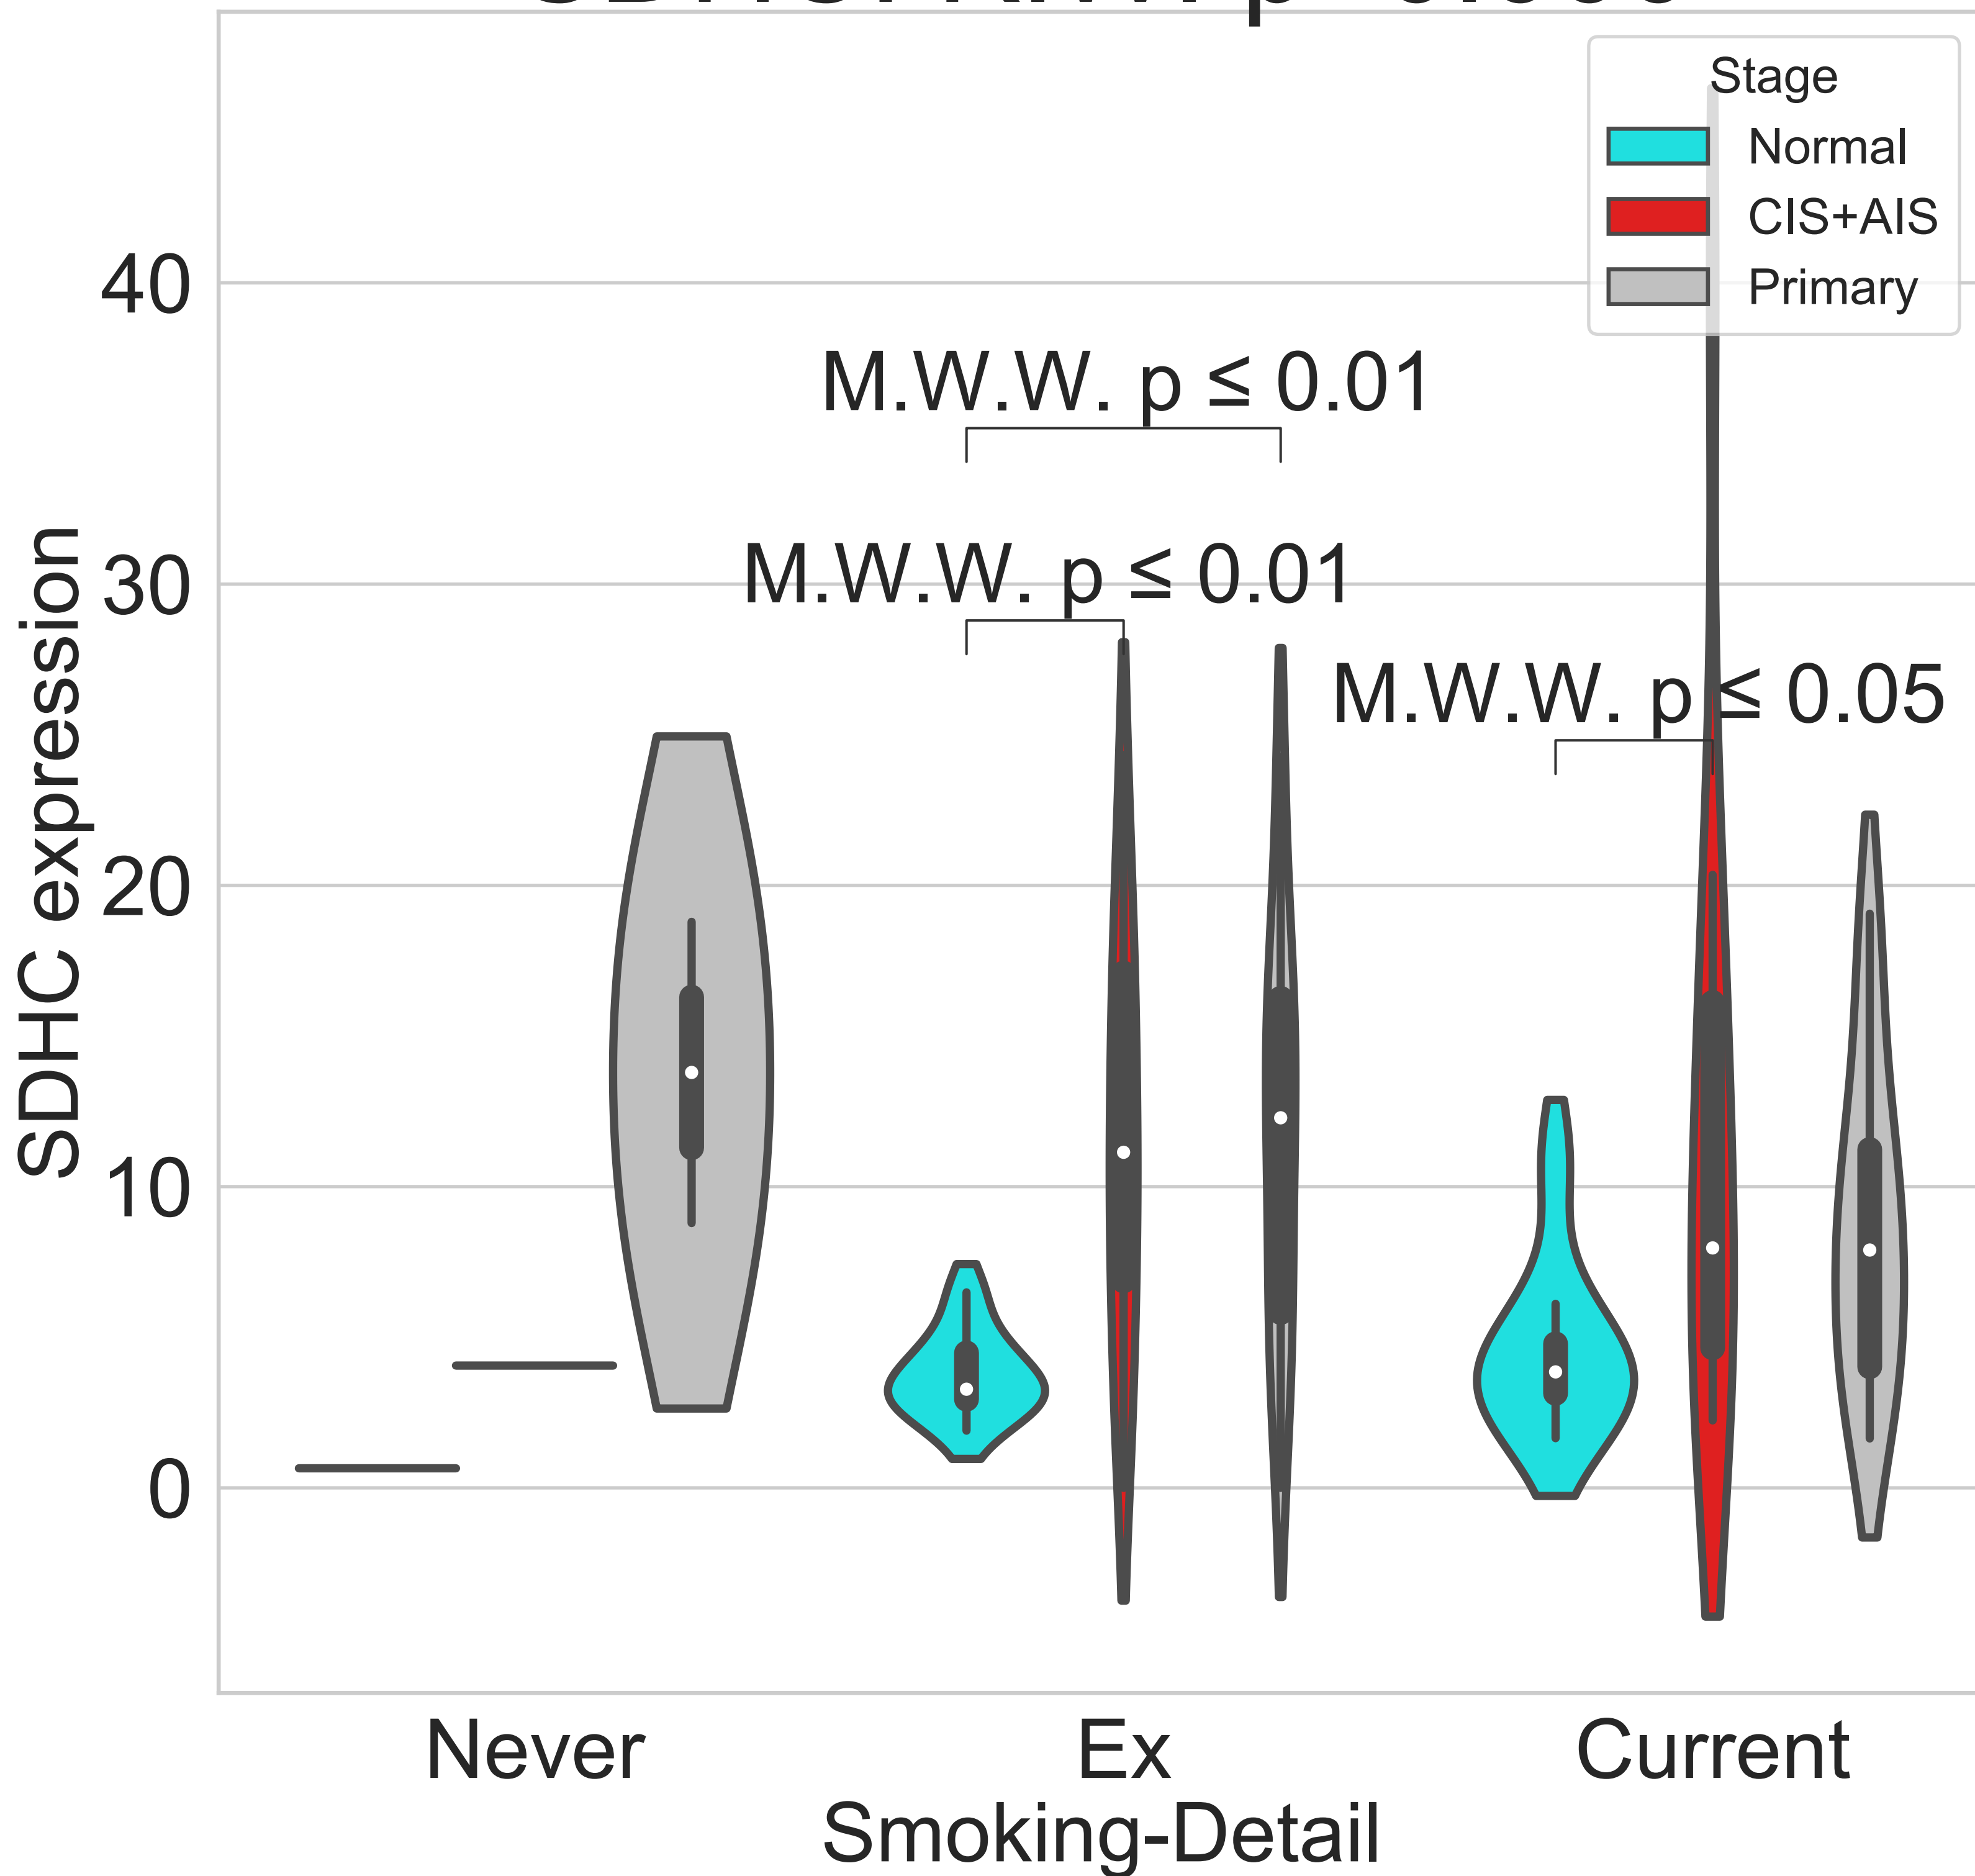 Stage
Normal
CIS+AIS
Primary
40
M.W.W. p ≤ 0.01
30
M.W.W. p ≤ 0.01
M.W.W. p ≤ 0.05
20
10
0
SDHC expression
Never
Ex
Current
Smoking-Detail